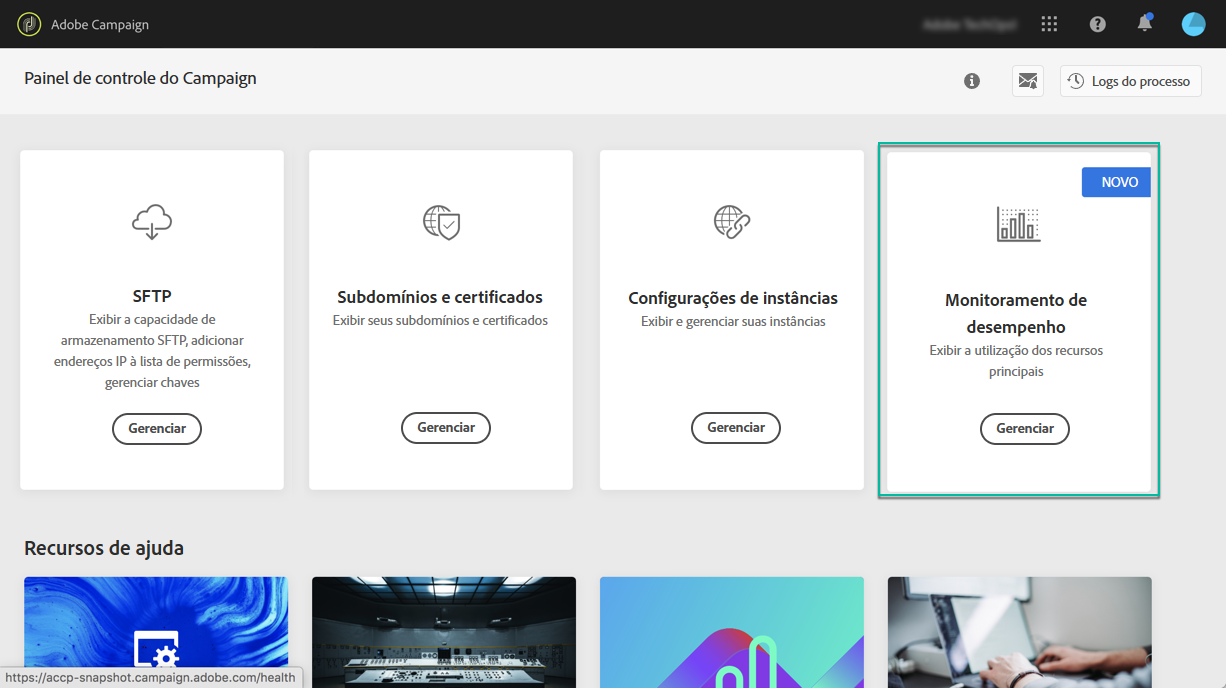 Adobe Campaign
Painel de controle do Campaign
Logs do processo
NOVO
SFTP
Exibir a capacidade de
armazenamento SFTP, adicionar
endereços IP à lista de permissões,
gerenciar chaves
Gerenciar
Subdomínios e certificados
Exibir seus subdomínios e certificados
Gerenciar
Configurações de instâncias
Exibir e gerenciar suas instâncias
Gerenciar
Monitoramento de
desempenho
Exibir a utilização dos recursos
principais
Gerenciar
Recursos de ajuda
https://accp-snapshot.campaign.adobe.com/health